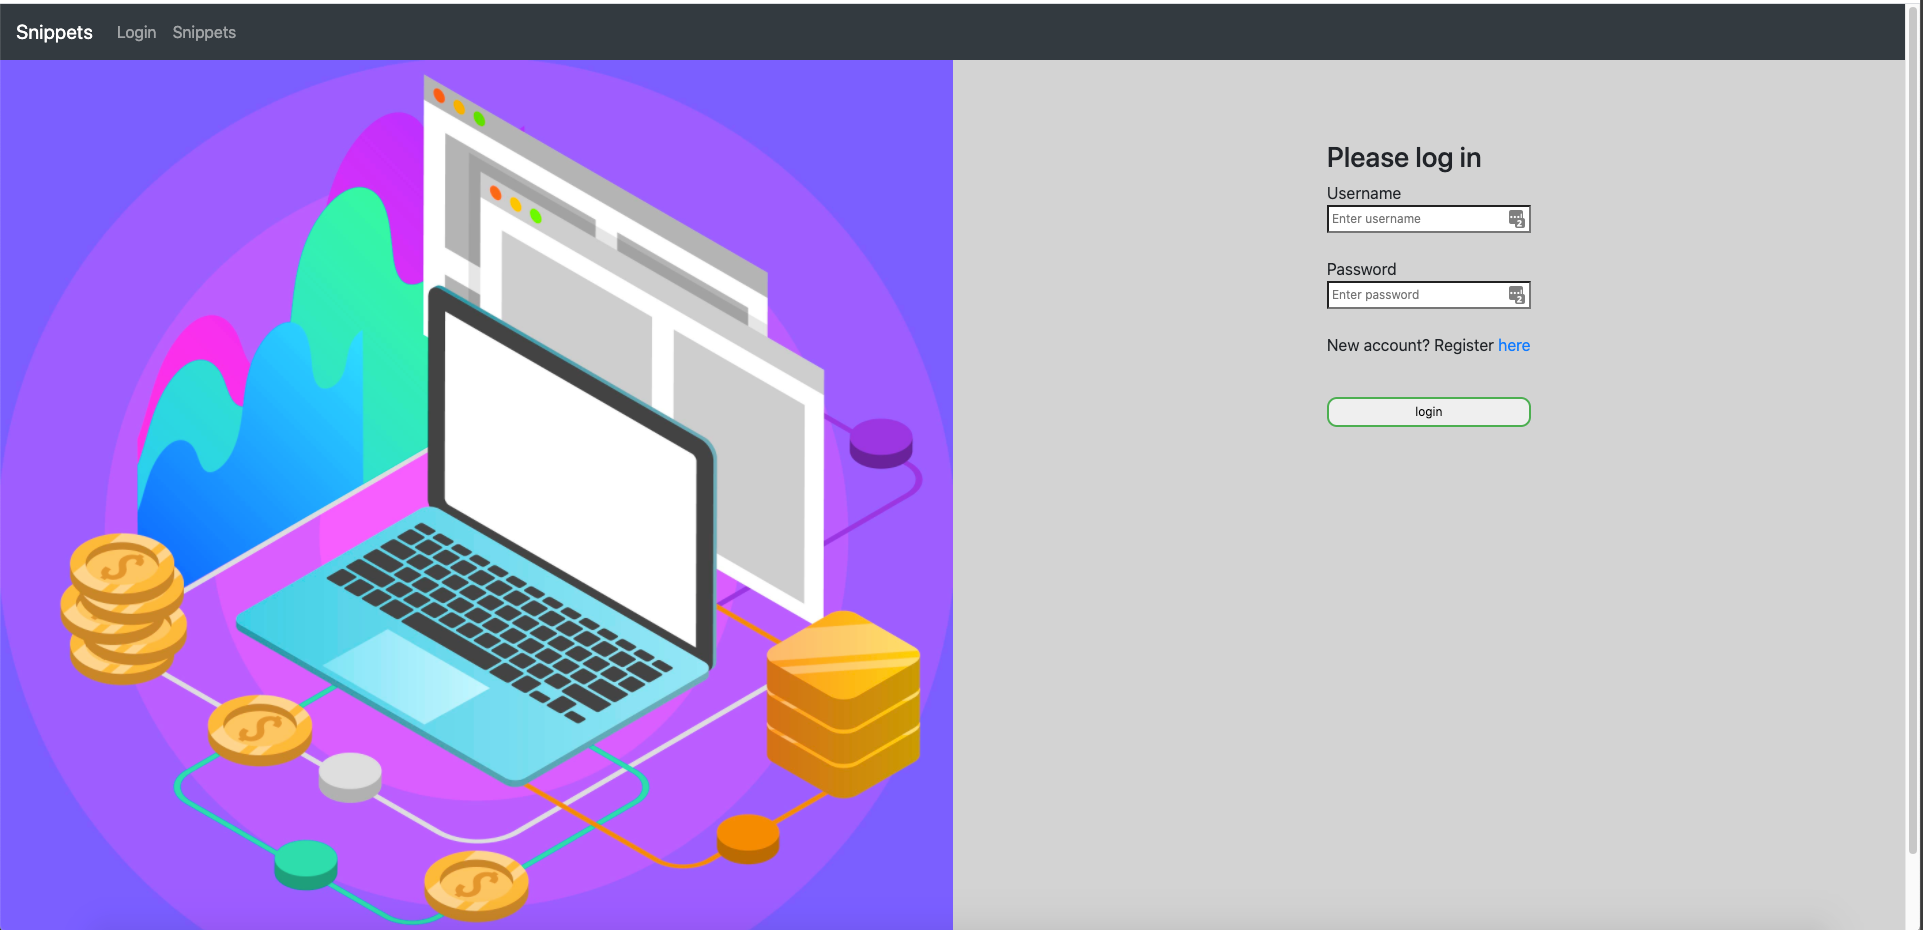 Snippets Login Snippets
Please log in
Username
Enter username
Password
Enter password
New account? Register here
login